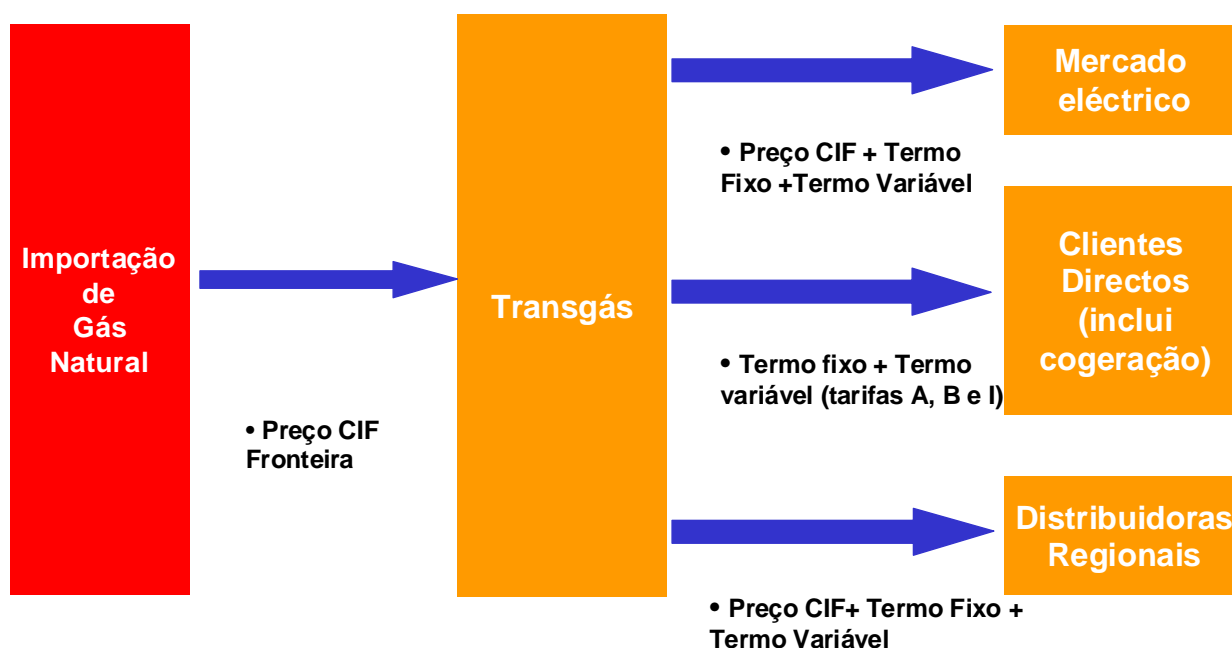 Importação
de
Gás
Natural
• Preço CIF
Fronteira
Transgás
• Preço CIF + Termo
Fixo +Termo Variável
• Termo fixo + Termo
variável (tarifas A, B e I)
• Preço CIF+ Termo Fixo +
Termo Variável
Mercado
eléctrico
Clientes
Directos
(inclui
cogeração)
Distribuidoras
Regionais